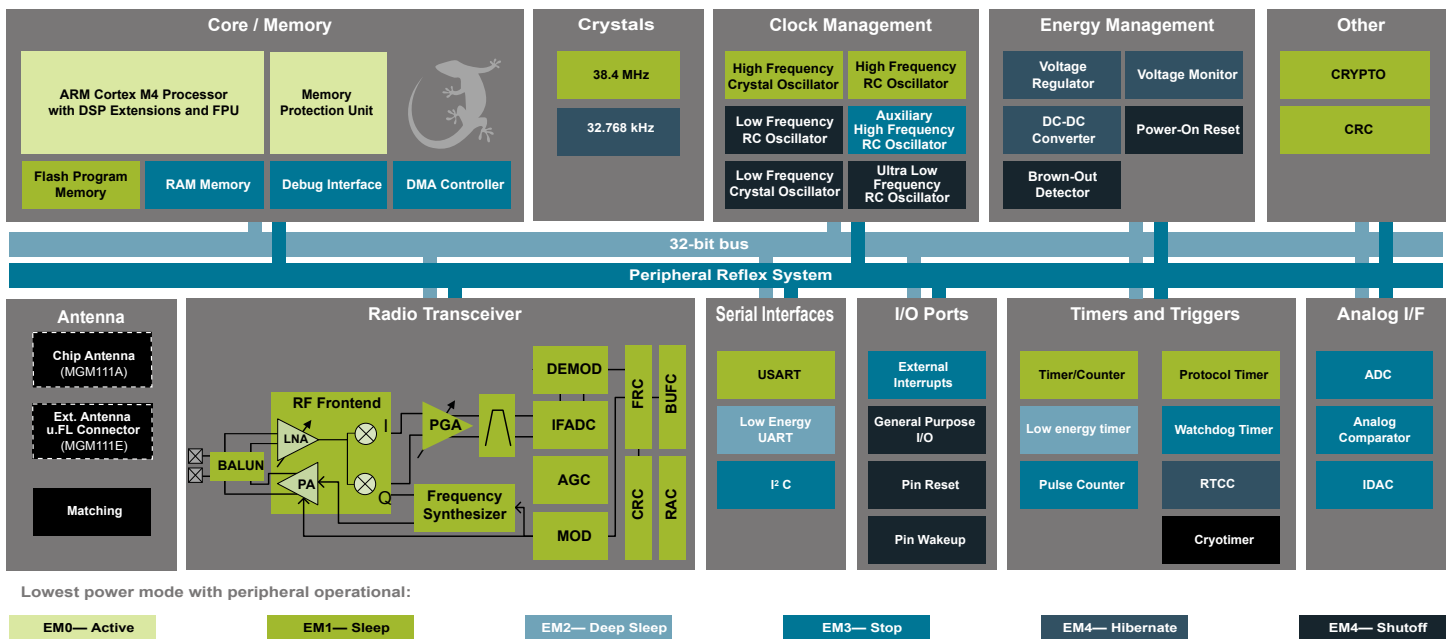 Core / Memory
ARM Cortex M4 Processor
with DSP Extensions and FPU
Memory
Protection Unit
Flash Program
Memory
RAM Memory
Debug Interface
DMA Controller
Crystals
38.4 MHz
32.768 kHz
Clock Management
High Frequency
Crystal Oscillator
High Frequency
RC Oscillator
Low Frequency
RC Oscillator
Auxiliary
High Frequency
RC Oscillator
Low Frequency
Crystal Oscillator
Ultra Low
Frequency
RC Oscillator
Energy Management
Voltage
Regulator
Voltage Monitor
DC-DC
Converter
Power-On Reset
Brown-Out
Detector
Other
CRYPTO
CRC
32-bit bus
Peripheral Reflex System
Antenna
Chip Antenna
(MGM111A)
Ext. Antenna
u.FL Connector
(MGM111E)
Matching
Radio Transceiver
RF Frontend
LNA
I
BALUN
PA
Q
PGA
Frequency
Synthesizer
DEMOD
IFADC
AGC
MOD
FRC
BUFC
CRC
RAC
Serial Interfaces
USART
Low Energy
UART
I² C
I/O Ports
External
Interrupts
General Purpose
I/O
Pin Reset
Pin Wakeup
Timers and Triggers
Timer/Counter
Protocol Timer
Low energy timer
Watchdog Timer
Pulse Counter
RTCC
Cryotimer
Analog I/F
ADC
Analog
Comparator
IDAC
Lowest power mode with peripheral operational:
EM0— Active
EM1— Sleep
EM2— Deep Sleep
EM3— Stop
EM4— Hibernate
EM4— Shutoff